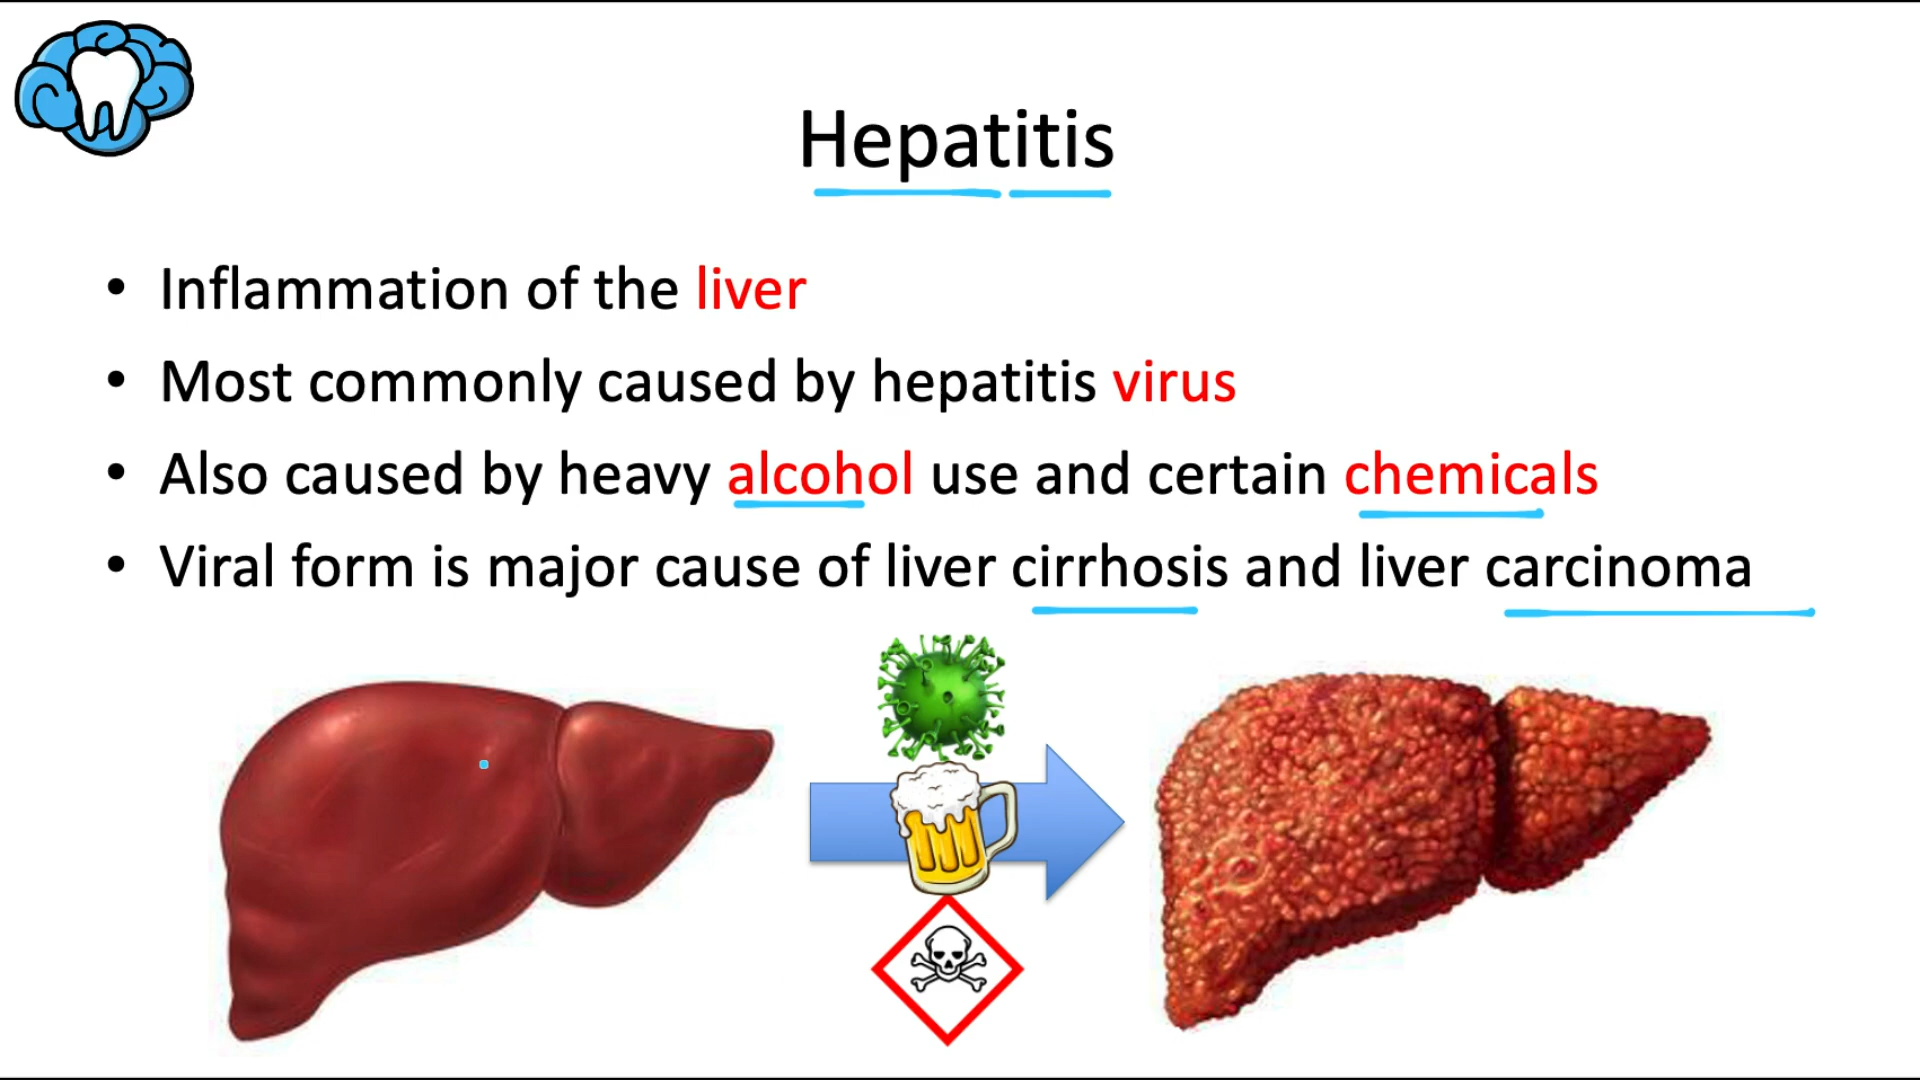 Hepatitis
• Inflammation of the liver
• Most commonly caused by hepatitis virus
• Also caused by heavy alcohol use and certain chemicals
• Viral form is major cause of liver cirrhosis and liver carcinoma